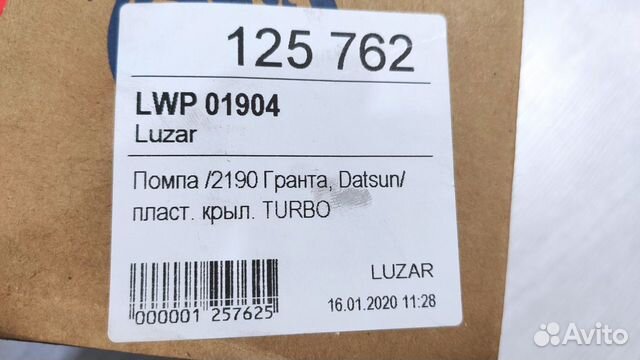 125 762
LWP 01904
Luzar
Помпа /2190 Гранта, Datsun/
пласт. крыл. TURBO
LUZAR
000001 257625
16.01.2020 11:28
Avito